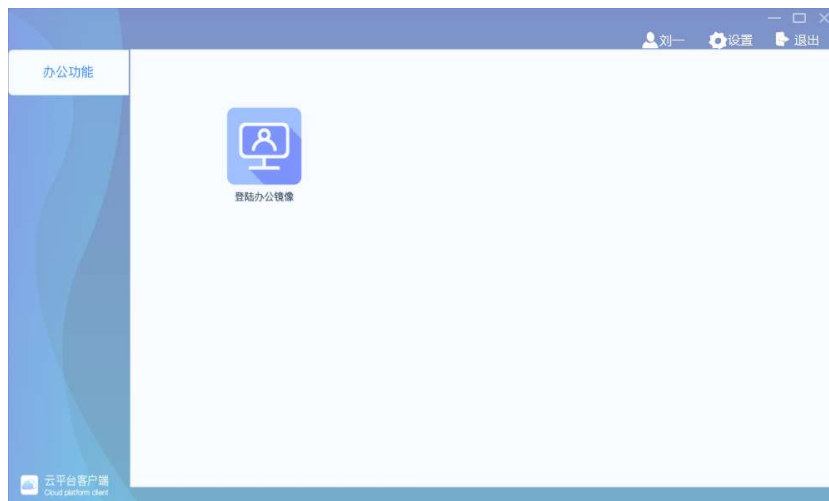 刘一 设置 退出
办公功能
登陆办公镜像
云平台客户端
Cloud platform client